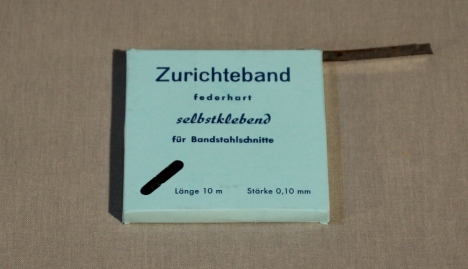 Zurichteband
federhart
selbstklebend
für Bandstahlschnitte
Länge 10 m Stärke 0,10 mm